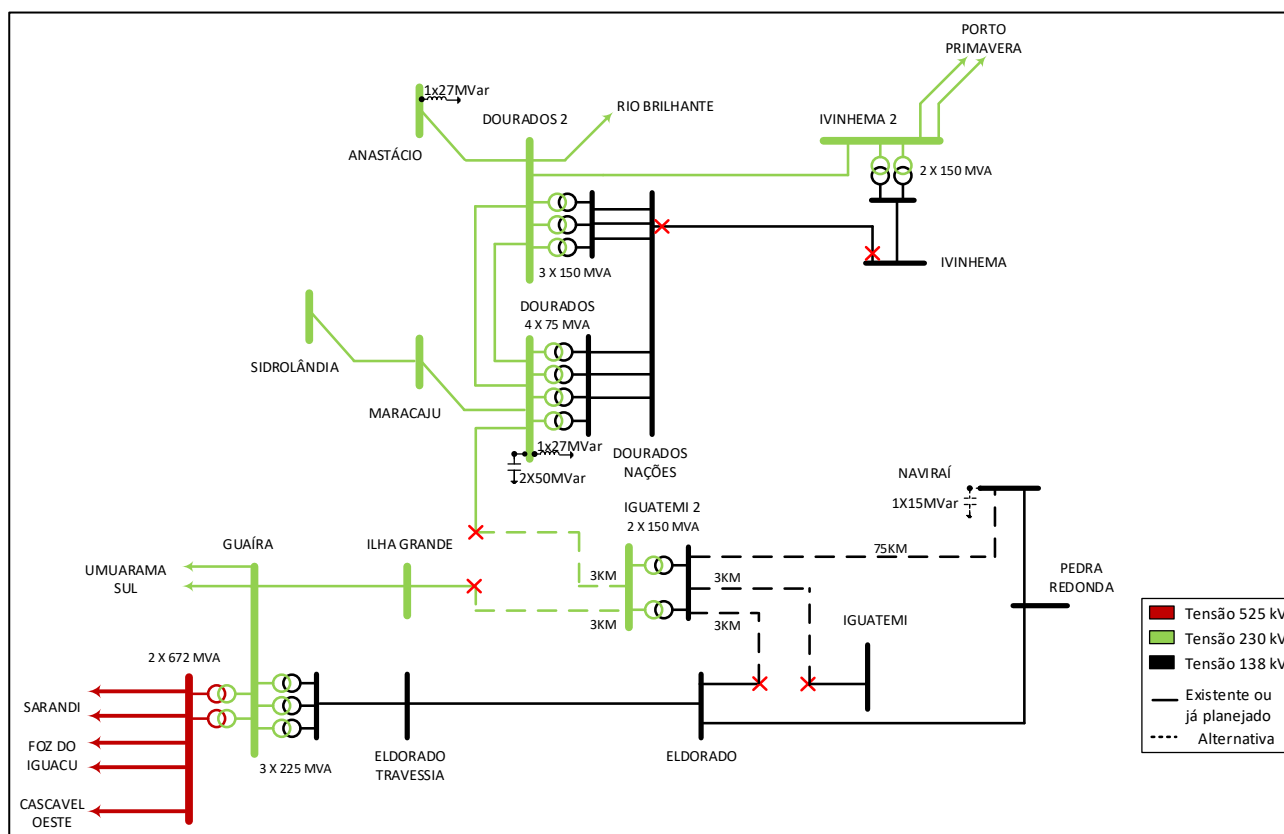 PORTO
PRIMAVERA
1x27MVar
RIO BRILHANTE
DOURADOS 2
IVINHEMA 2
ANASTÁCIO
2 X 150 MVA
IVINHEMA
3 X 150 MVA
DOURADOS
4 X 75 MVA
SIDROLÂNDIA
MARACAJU
1x27MVar
2X50MVar
DOURADOS
NAÇÕES
NAVIRAÍ
1X15MVar
IGUATEMI 2
2 X 150 MVA
GUAÍRA
ILHA GRANDE
75KM
UMUARAMA
SUL
3KM
3KM
PEDRA
REDONDA
3KM
3KM
IGUATEMI
2 X 672 MVA
SARANDI
FOZ DO
IGUACU
CASCAVEL
OESTE
3 X 225 MVA
ELDORADO
TRAVESSIA
ELDORADO
Tensão 525 kV
Tensão 230 kV
Tensão 138 kV
Existente ou
já planejado
Alternativa